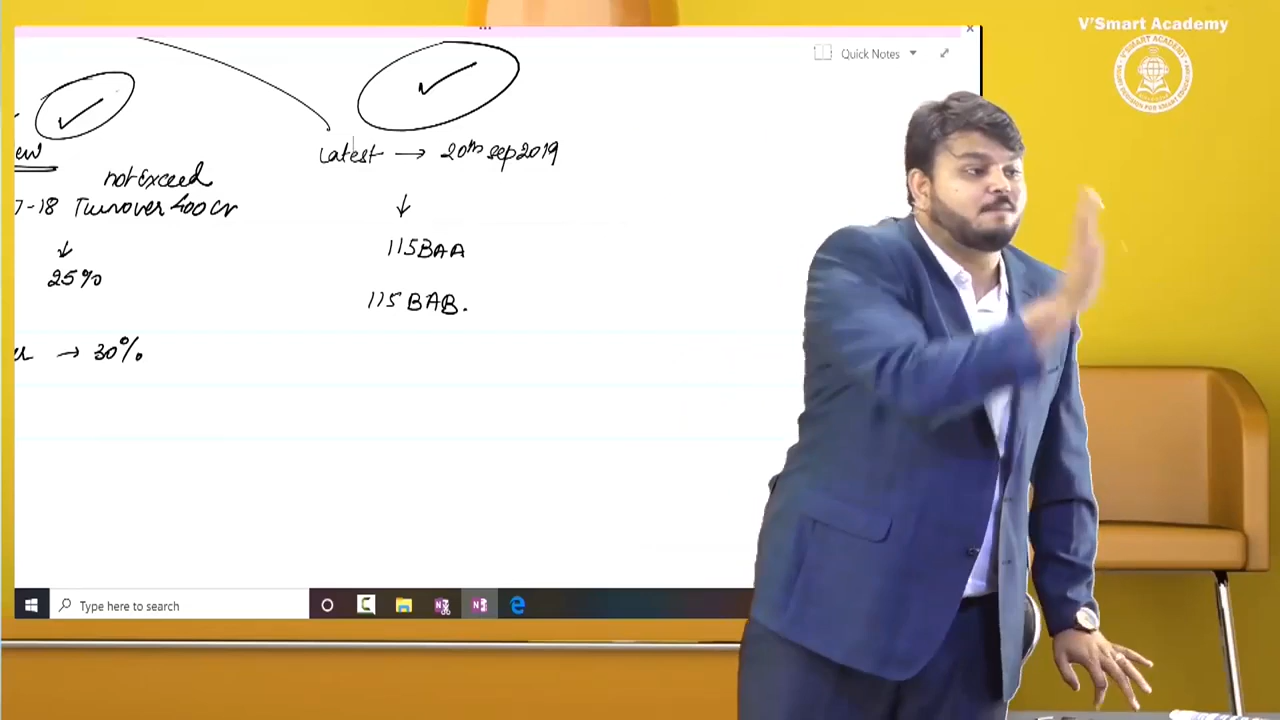 V'Smart Academy
Quick Notes
Latest → 20th sep 2019
not Exceed
7-18 Turnover 400 cr
↓
↓
115BAA
25%
115 BAB.
→ 30%
Type here to search